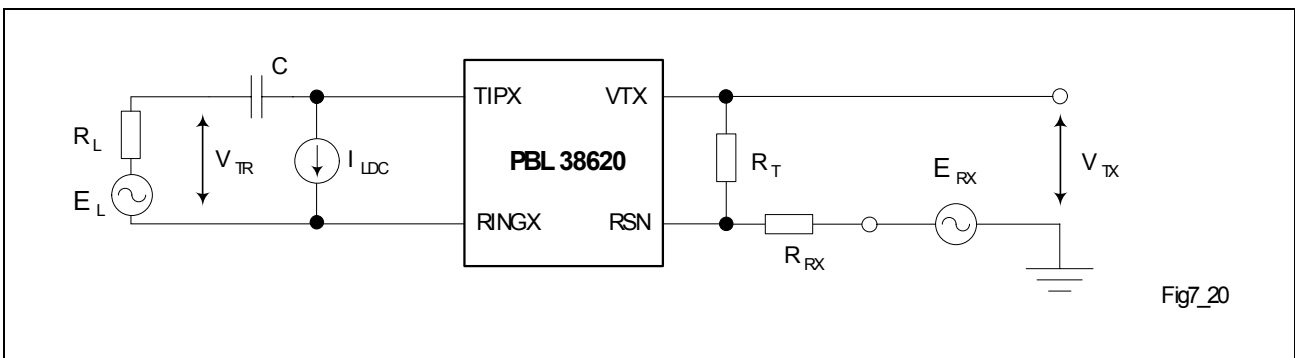 C
TIPX
VTX
R L
V TR
I LDC
PBL 38620
R T
E RX
V TX
E L
RINGX
RSN
R RX
Fig7_20